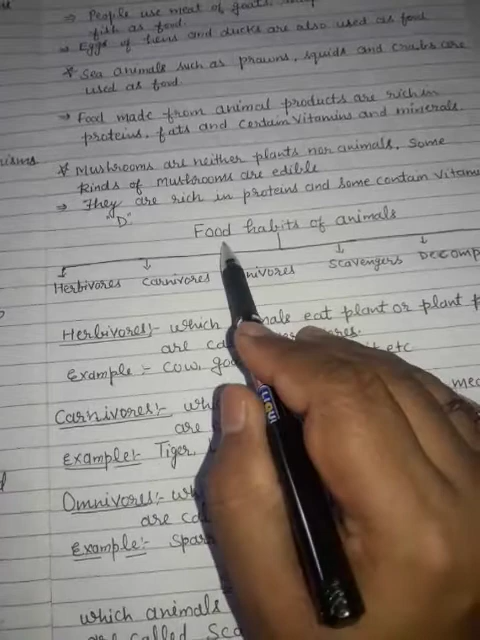 ⇒ People use meat of goats
fish as food.
⇒ Eggs of hens and ducks are also used as food
* Sea animals such as prawns, squids and crabs are
used as food
⇒ Food made from animal products are rich in
proteins, fats and certain vitamins and minerals
* Mushrooms are neither plants nor animals. Some
kinds of mushrooms are edible
⇒ They are rich in proteins and some contain vitam
"D"
Food habits of animals
Herbivores Carnivores nivores Scavengers Decomp
Herbivores:- which eat plant or plant p
are ca
Example:- Cow, go etc
Carnivores:- whi
are
Example:- Tiger,
Omnivores:- wh
are cal
Example:- Spar
which animals
are called Sca